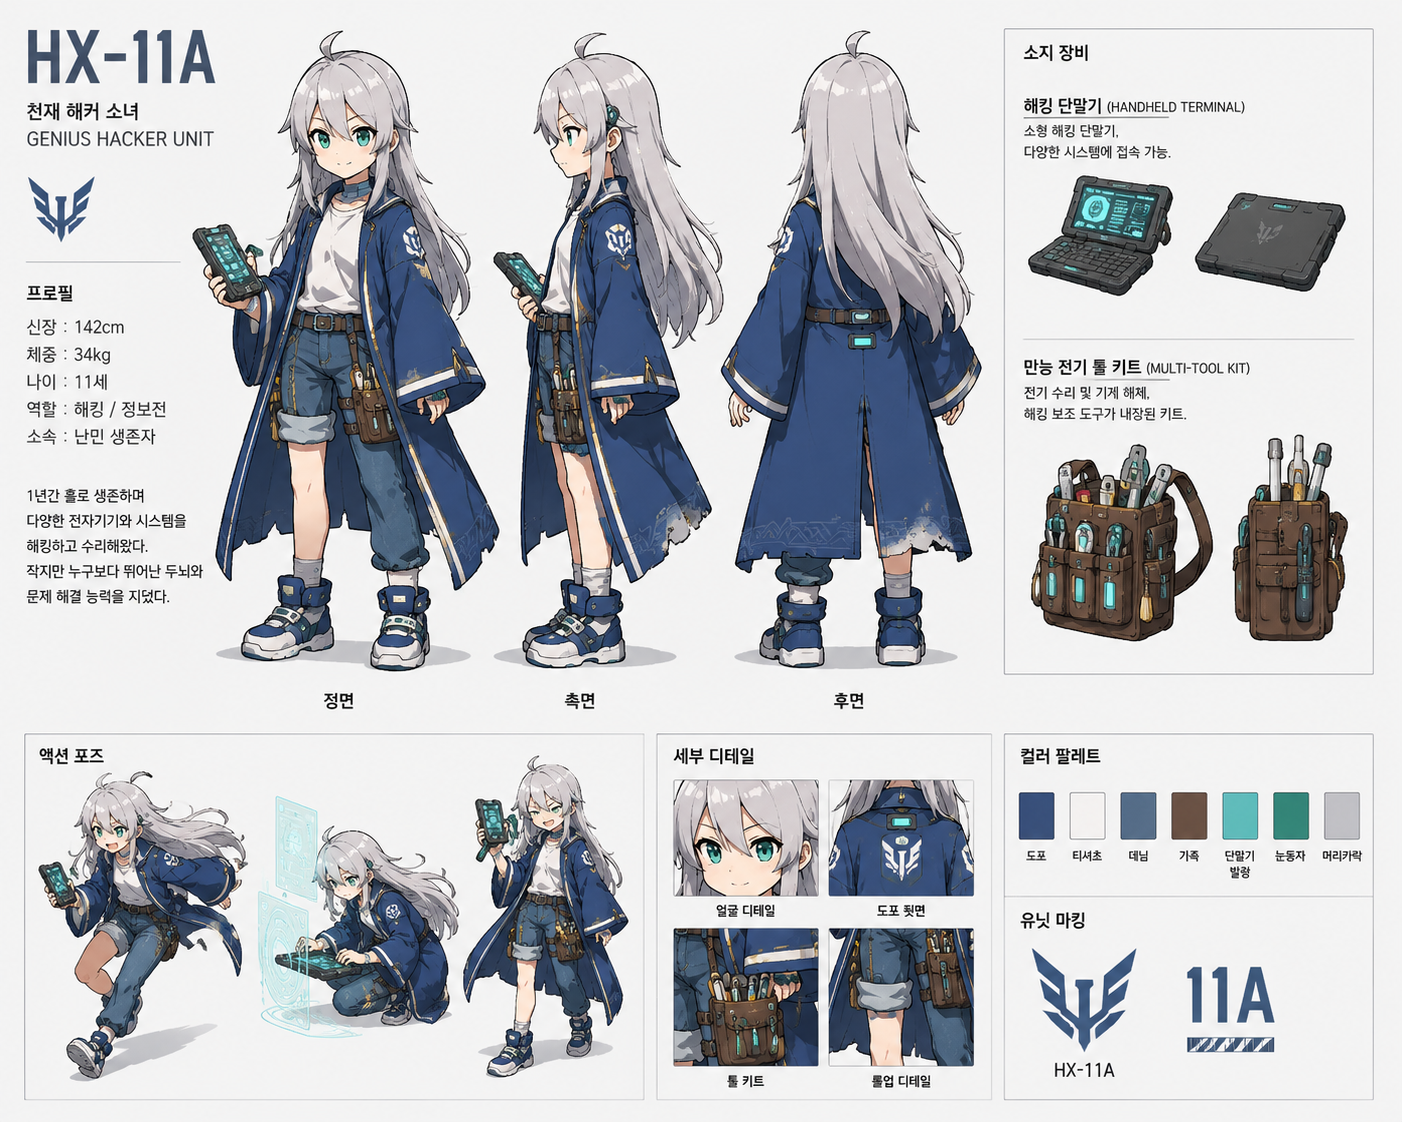 HX-11A
천재 해커 소녀
GENIUS HACKER UNIT
프로필
신장 : 142cm
체중 : 34kg
나이 : 11세
역할 : 해킹 / 정보전
소속 : 난민 생존자
1년간 홀로 생존하며
다양한 전자기기와 시스템을
해킹하고 수리해왔다.
작지만 누구보다 뛰어난 두뇌와
문제 해결 능력을 지녔다.
정면
측면
후면
소지 장비
해킹 단말기 (HANDHELD TERMINAL)
소형 해킹 단말기,
다양한 시스템에 접속 가능.
만능 전기 툴 키트 (MULTI-TOOL KIT)
전기 수리 및 기계 해체,
해킹 보조 도구가 내장된 키트.
액션 포즈
세부 디테일
얼굴 디테일
도포 뒷면
툴 키트
롤업 디테일
컬러 팔레트
도포
티셔츠
데님
가죽
단말기
발광
눈동자
머리카락
유닛 마킹
HX-11A
11A